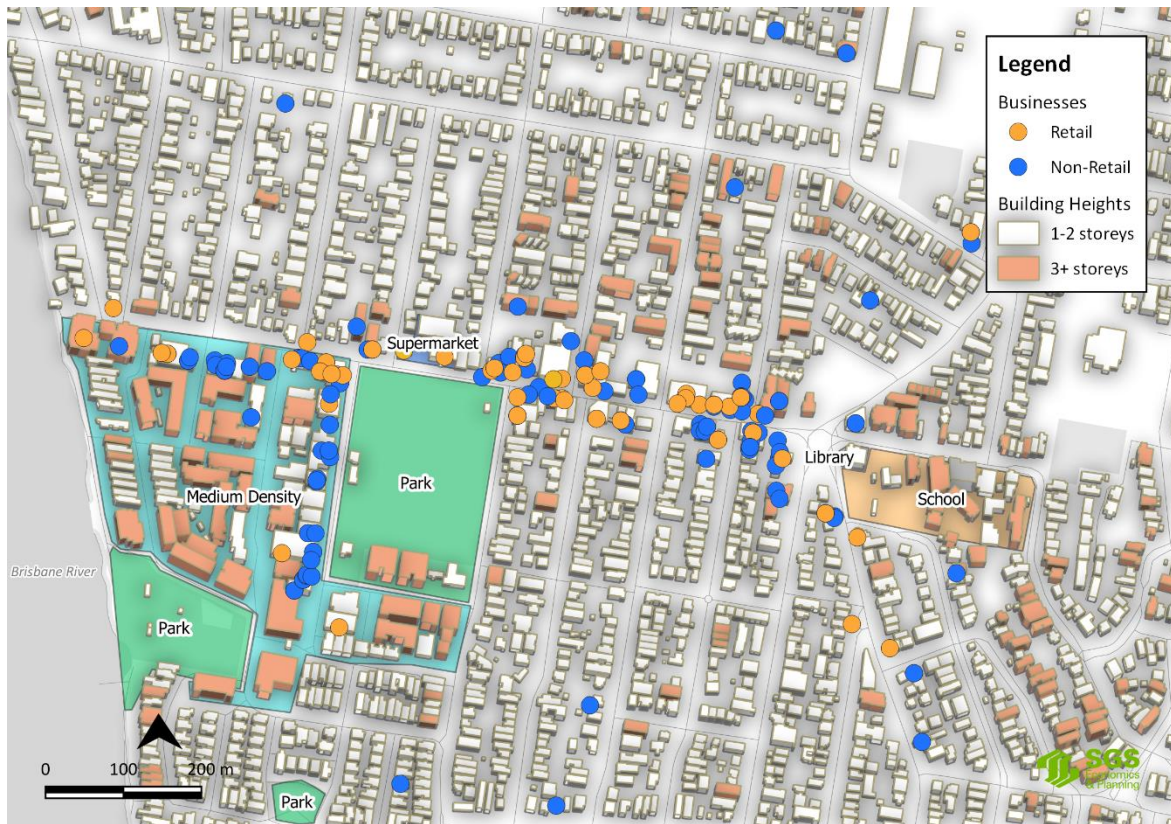 Legend
Businesses
Retail
Non-Retail
Building Heights
1-2 storeys
3+ storeys
Supermarket
Park
Library
School
Medium Density
Brisbane River
Park
0 100 200 m
Park
SGS
Economics
& Planning